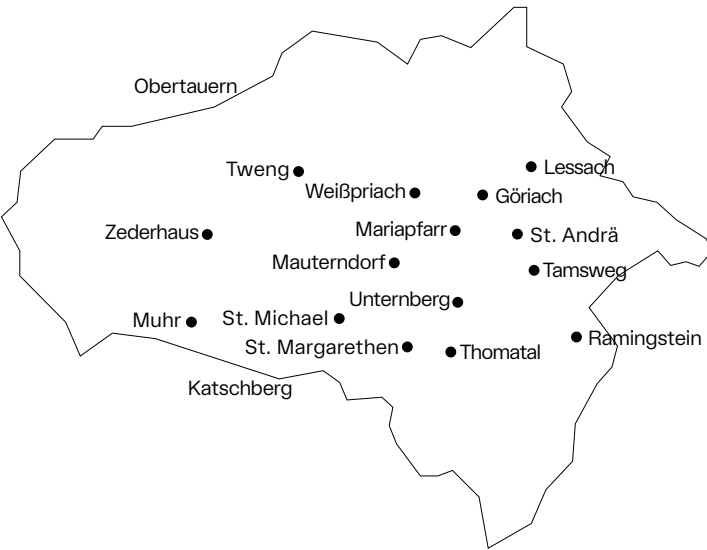 Obertauern
Tweng
Lessach
Weißpriach
Göriach
Zederhaus
Mariapfarr
St. Andrä
Mauterndorf
Tamsweg
Unternberg
Muhr
St. Michael
Ramingstein
St. Margarethen
Thomatal
Katschberg